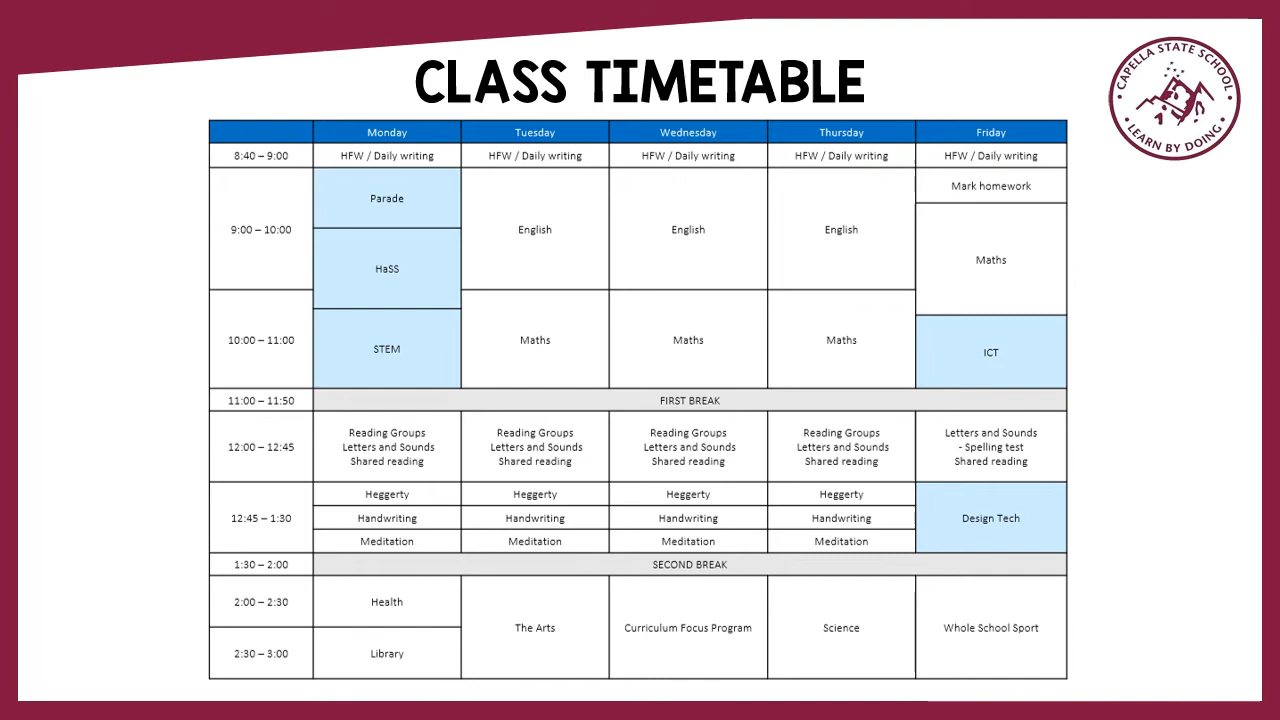 CLASS TIMETABLE
CAPELLA STATE SCHOOL
LEARN BY DOING
Monday Tuesday Wednesday Thursday Friday
8:40 – 9:00 HFW / Daily writing HFW / Daily writing HFW / Daily writing HFW / Daily writing HFW / Daily writing
Mark homework
Parade
9:00 – 10:00 English English English
Maths
HaSS
10:00 – 11:00 Maths Maths Maths
STEM ICT
11:00 – 11:50 FIRST BREAK
Reading Groups Reading Groups Reading Groups Reading Groups Letters and Sounds
12:00 – 12:45 Letters and Sounds Letters and Sounds Letters and Sounds Letters and Sounds - Spelling test
Shared reading Shared reading Shared reading Shared reading Shared reading
Heggerty Heggerty Heggerty Heggerty
12:45 – 1:30 Handwriting Handwriting Handwriting Handwriting Design Tech
Meditation Meditation Meditation Meditation
1:30 – 2:00 SECOND BREAK
2:00 – 2:30 Health
The Arts Curriculum Focus Program Science Whole School Sport
2:30 – 3:00 Library